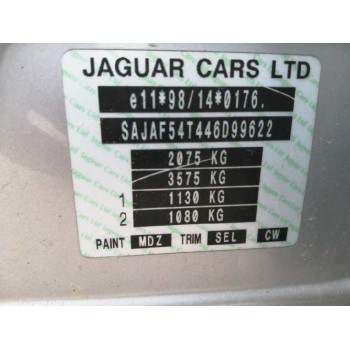 JAGUAR CARS LTD
e11*98/14*0176.
SAJAF54T446D99622
2075 KG
3575 KG
1 1130 KG
2 1080 KG
PAINT MDZ TRIM SEL CW